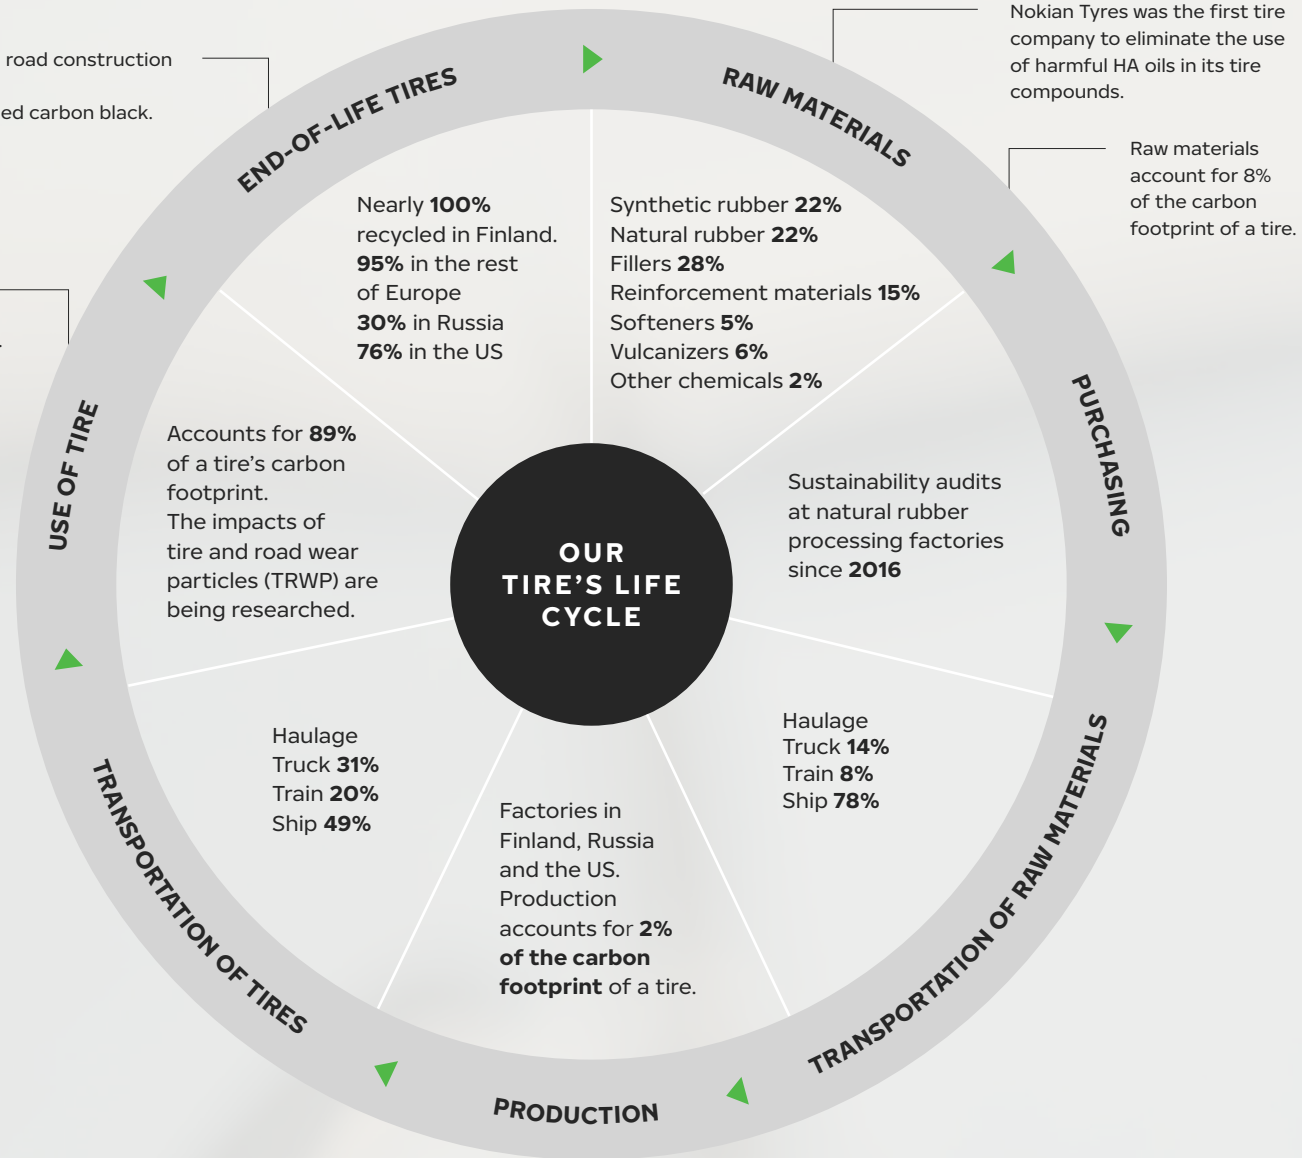 road construction
ed carbon black.
Nokian Tyres was the first tire
company to eliminate the use
of harmful HA oils in its tire
compounds.
Raw materials
account for 8%
of the carbon
footprint of a tire.
END-OF-LIFE TIRES
Nearly 100%
recycled in Finland.
95% in the rest
of Europe
30% in Russia
76% in the US
RAW MATERIALS
Synthetic rubber 22%
Natural rubber 22%
Fillers 28%
Reinforcement materials 15%
Softeners 5%
Vulcanizers 6%
Other chemicals 2%
PURCHASING
Sustainability audits
at natural rubber
processing factories
since 2016
USE OF TIRE
Accounts for 89%
of a tire’s carbon
footprint.
The impacts of
tire and road wear
particles (TRWP) are
being researched.
OUR
TIRE’S LIFE
CYCLE
TRANSPORTATION OF RAW MATERIALS
Haulage
Truck 14%
Train 8%
Ship 78%
TRANSPORTATION OF TIRES
Haulage
Truck 31%
Train 20%
Ship 49%
Factories in
Finland, Russia
and the US.
Production
accounts for 2%
of the carbon
footprint of a tire.
PRODUCTION